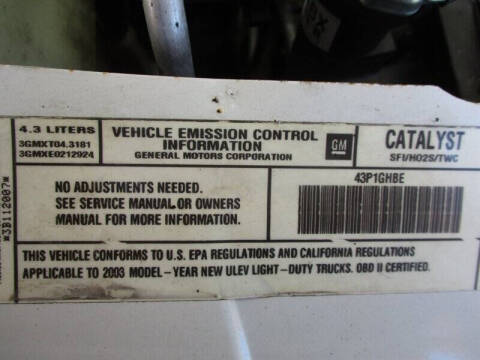 4.3 LITERS
3GMXT04.3181
3GMXE0212924
VEHICLE EMISSION CONTROL
INFORMATION
GENERAL MOTORS CORPORATION
GM
CATALYST
SFI/HO2S/TWC
*3B112007*
NO ADJUSTMENTS NEEDED.
SEE SERVICE MANUAL OR OWNERS
MANUAL FOR MORE INFORMATION.
43P1GHBE
THIS VEHICLE CONFORMS TO U.S. EPA REGULATIONS AND CALIFORNIA REGULATIONS
APPLICABLE TO 2003 MODEL-YEAR NEW ULEV LIGHT-DUTY TRUCKS. OBD II CERTIFIED.